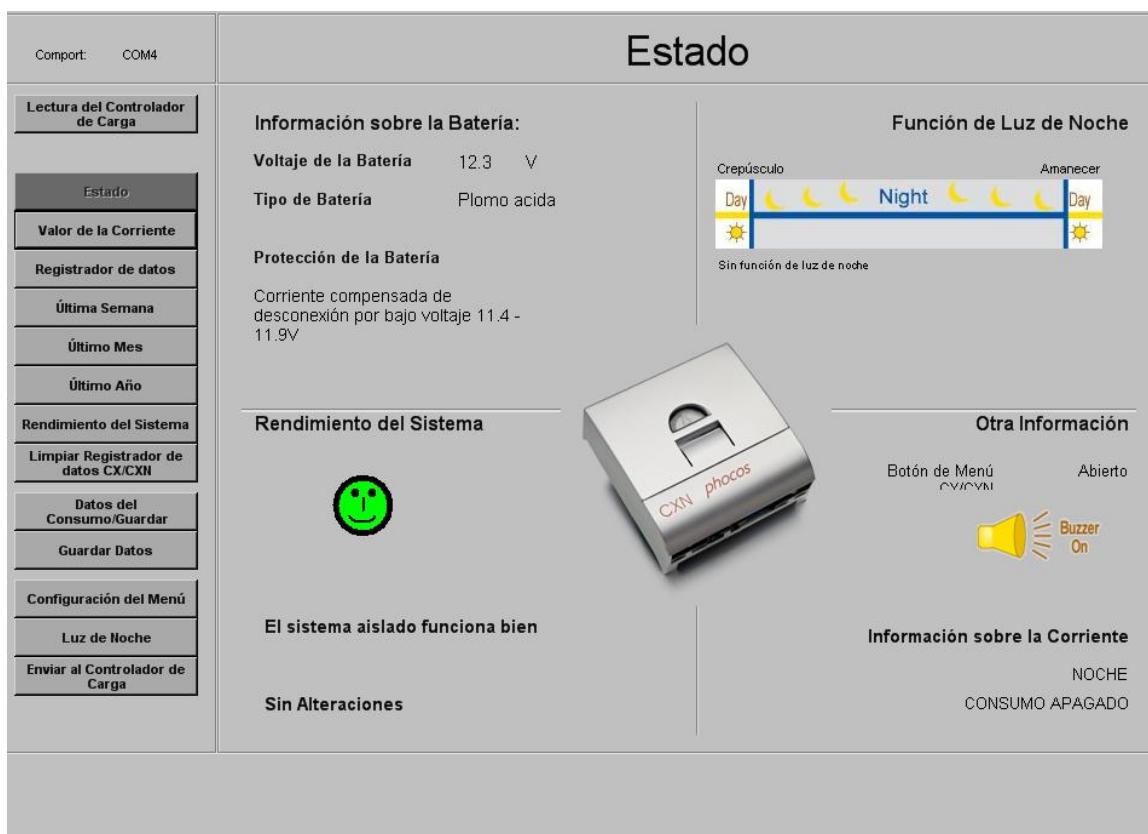 Comport: COM4
Estado
Lectura del Controlador
de Carga
Estado
Valor de la Corriente
Registrador de datos
Última Semana
Último Mes
Último Año
Rendimiento del Sistema
Limpiar Registrador de
datos CX/CXN
Datos del
Consumo/Guardar
Guardar Datos
Configuración del Menú
Luz de Noche
Enviar al Controlador de
Carga
Información sobre la Batería:
Voltaje de la Batería 12.3 V
Tipo de Batería Plomo acida
Protección de la Batería
Corriente compensada de
desconexión por bajo voltaje 11.4 -
11.9V
Función de Luz de Noche
Crepúsculo Amanecer
Day Night Day
Sin función de luz de noche
Rendimiento del Sistema
El sistema aislado funciona bien
Sin Alteraciones
CXN phocos
Otra Información
Botón de Menú Abierto
CX/CXN
Buzzer
On
Información sobre la Corriente
NOCHE
CONSUMO APAGADO